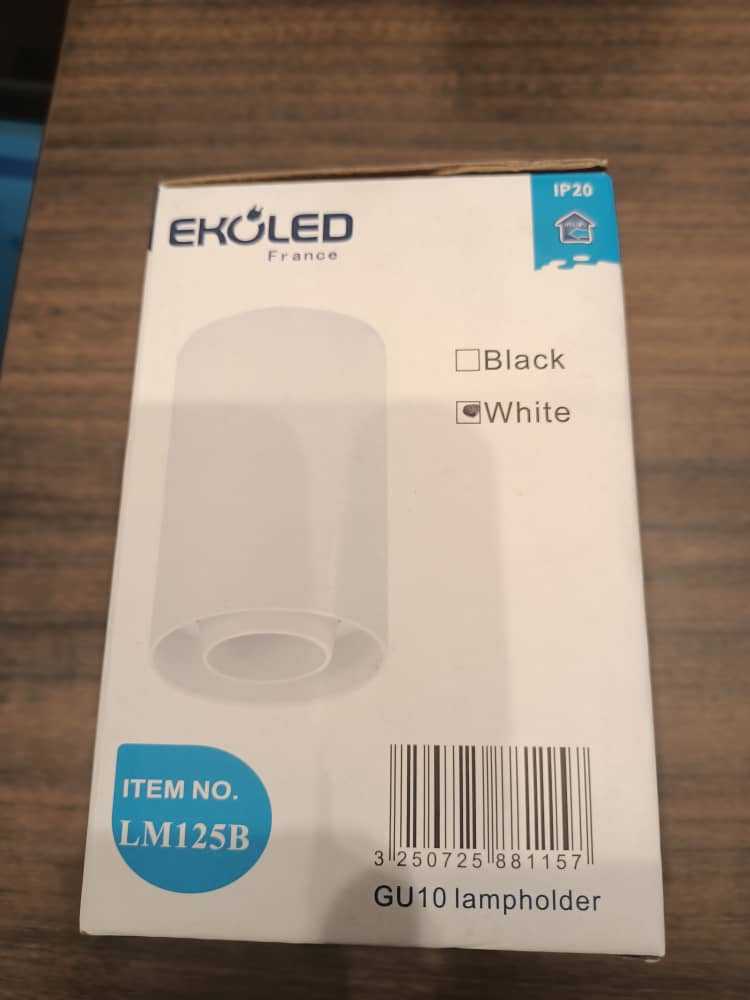 IP20
EKOLED
France
Black
White
ITEM NO.
LM125B
3 250725 881157
GU10 lampholder